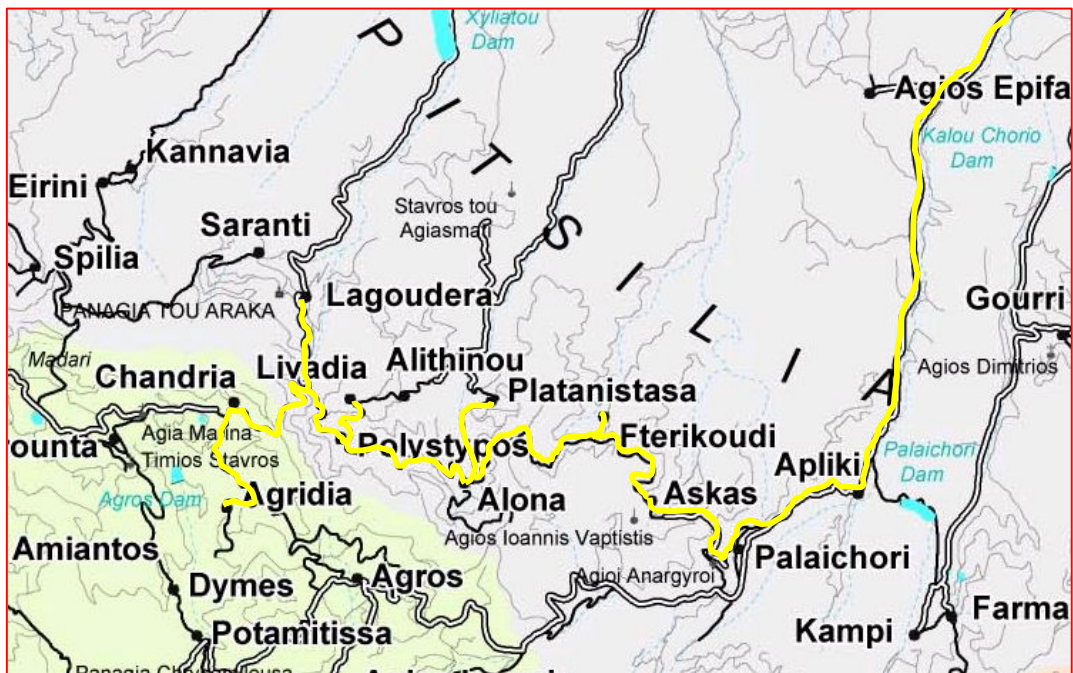 Xyliatou
Dam
P I T S I L I A
Agios Epifa
Kalou Chorio
Dam
Kannavia
Eirini
Stavros tou
Agiasmati
Saranti
Spilia
Lagoudera
PANAGIA TOU ARAKA
Gourri
Madari
Livadia
Alithinou
Agios Dimitrios
Chandria
Platanistasa
Agia Marina
Timios Stavros
rounta
Polystypos
Fterikoudi
Apliki
Palaichori
Dam
Agros Dam
Agridia
Alona
Askas
Agios Ioannis Vaptistis
Amiantos
Palaichori
Agioi Anargyroi
Dymes
Agros
Farma
Potamitissa
Kampi